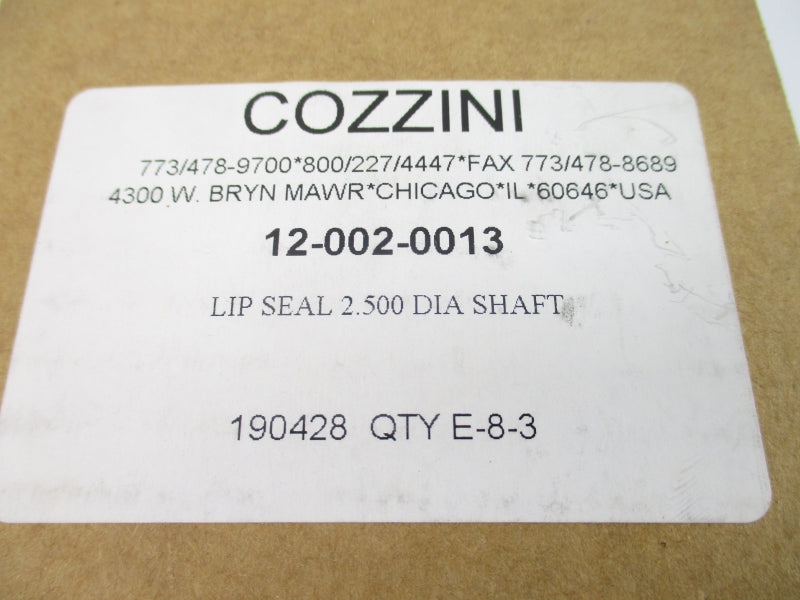 COZZINI
773/478-9700*800/227/4447*FAX 773/478-8689
4300 W. BRYN MAWR*CHICAGO*IL*60646*USA
12-002-0013
LIP SEAL 2.500 DIA SHAFT
190428 QTY E-8-3